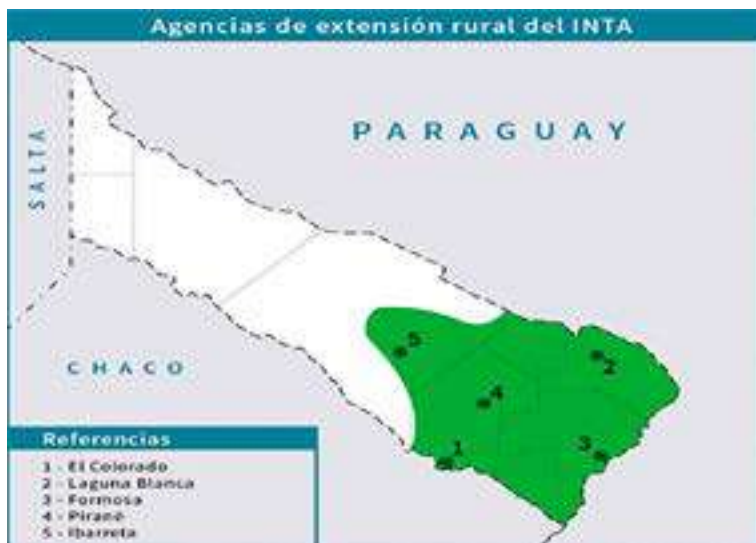 Agencias de extensión rural del INTA
PARAGUAY
SALTA
CHACO
5
2
4
1
3
Referencias
1 - El Colorado
2 - Laguna Blanca
3 - Formosa
4 - Pirané
5 - Ibarreta